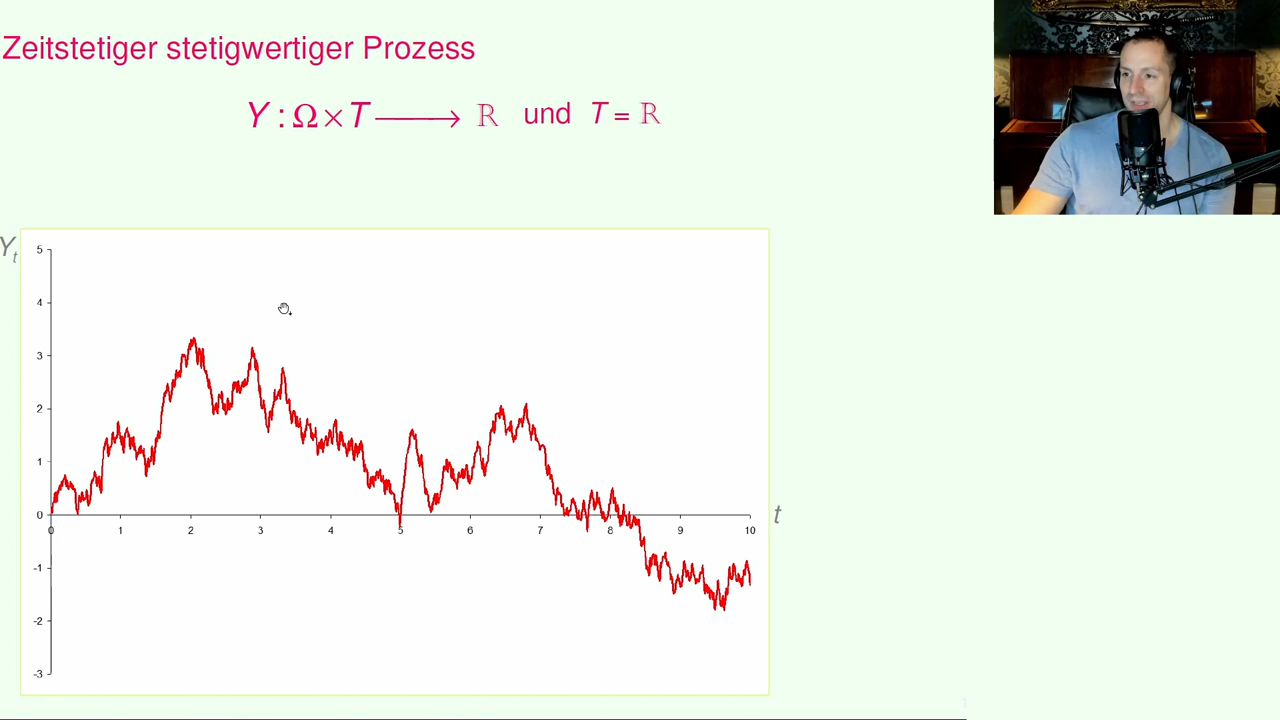 Zeitstetiger stetigwertiger Prozess
Y : Ω × T ⟶ ℝ und T = ℝ
Y_t
5
4
3
2
1
0
-1
-2
-3
0 1 2 3 4 5 6 7 8 9 10
t